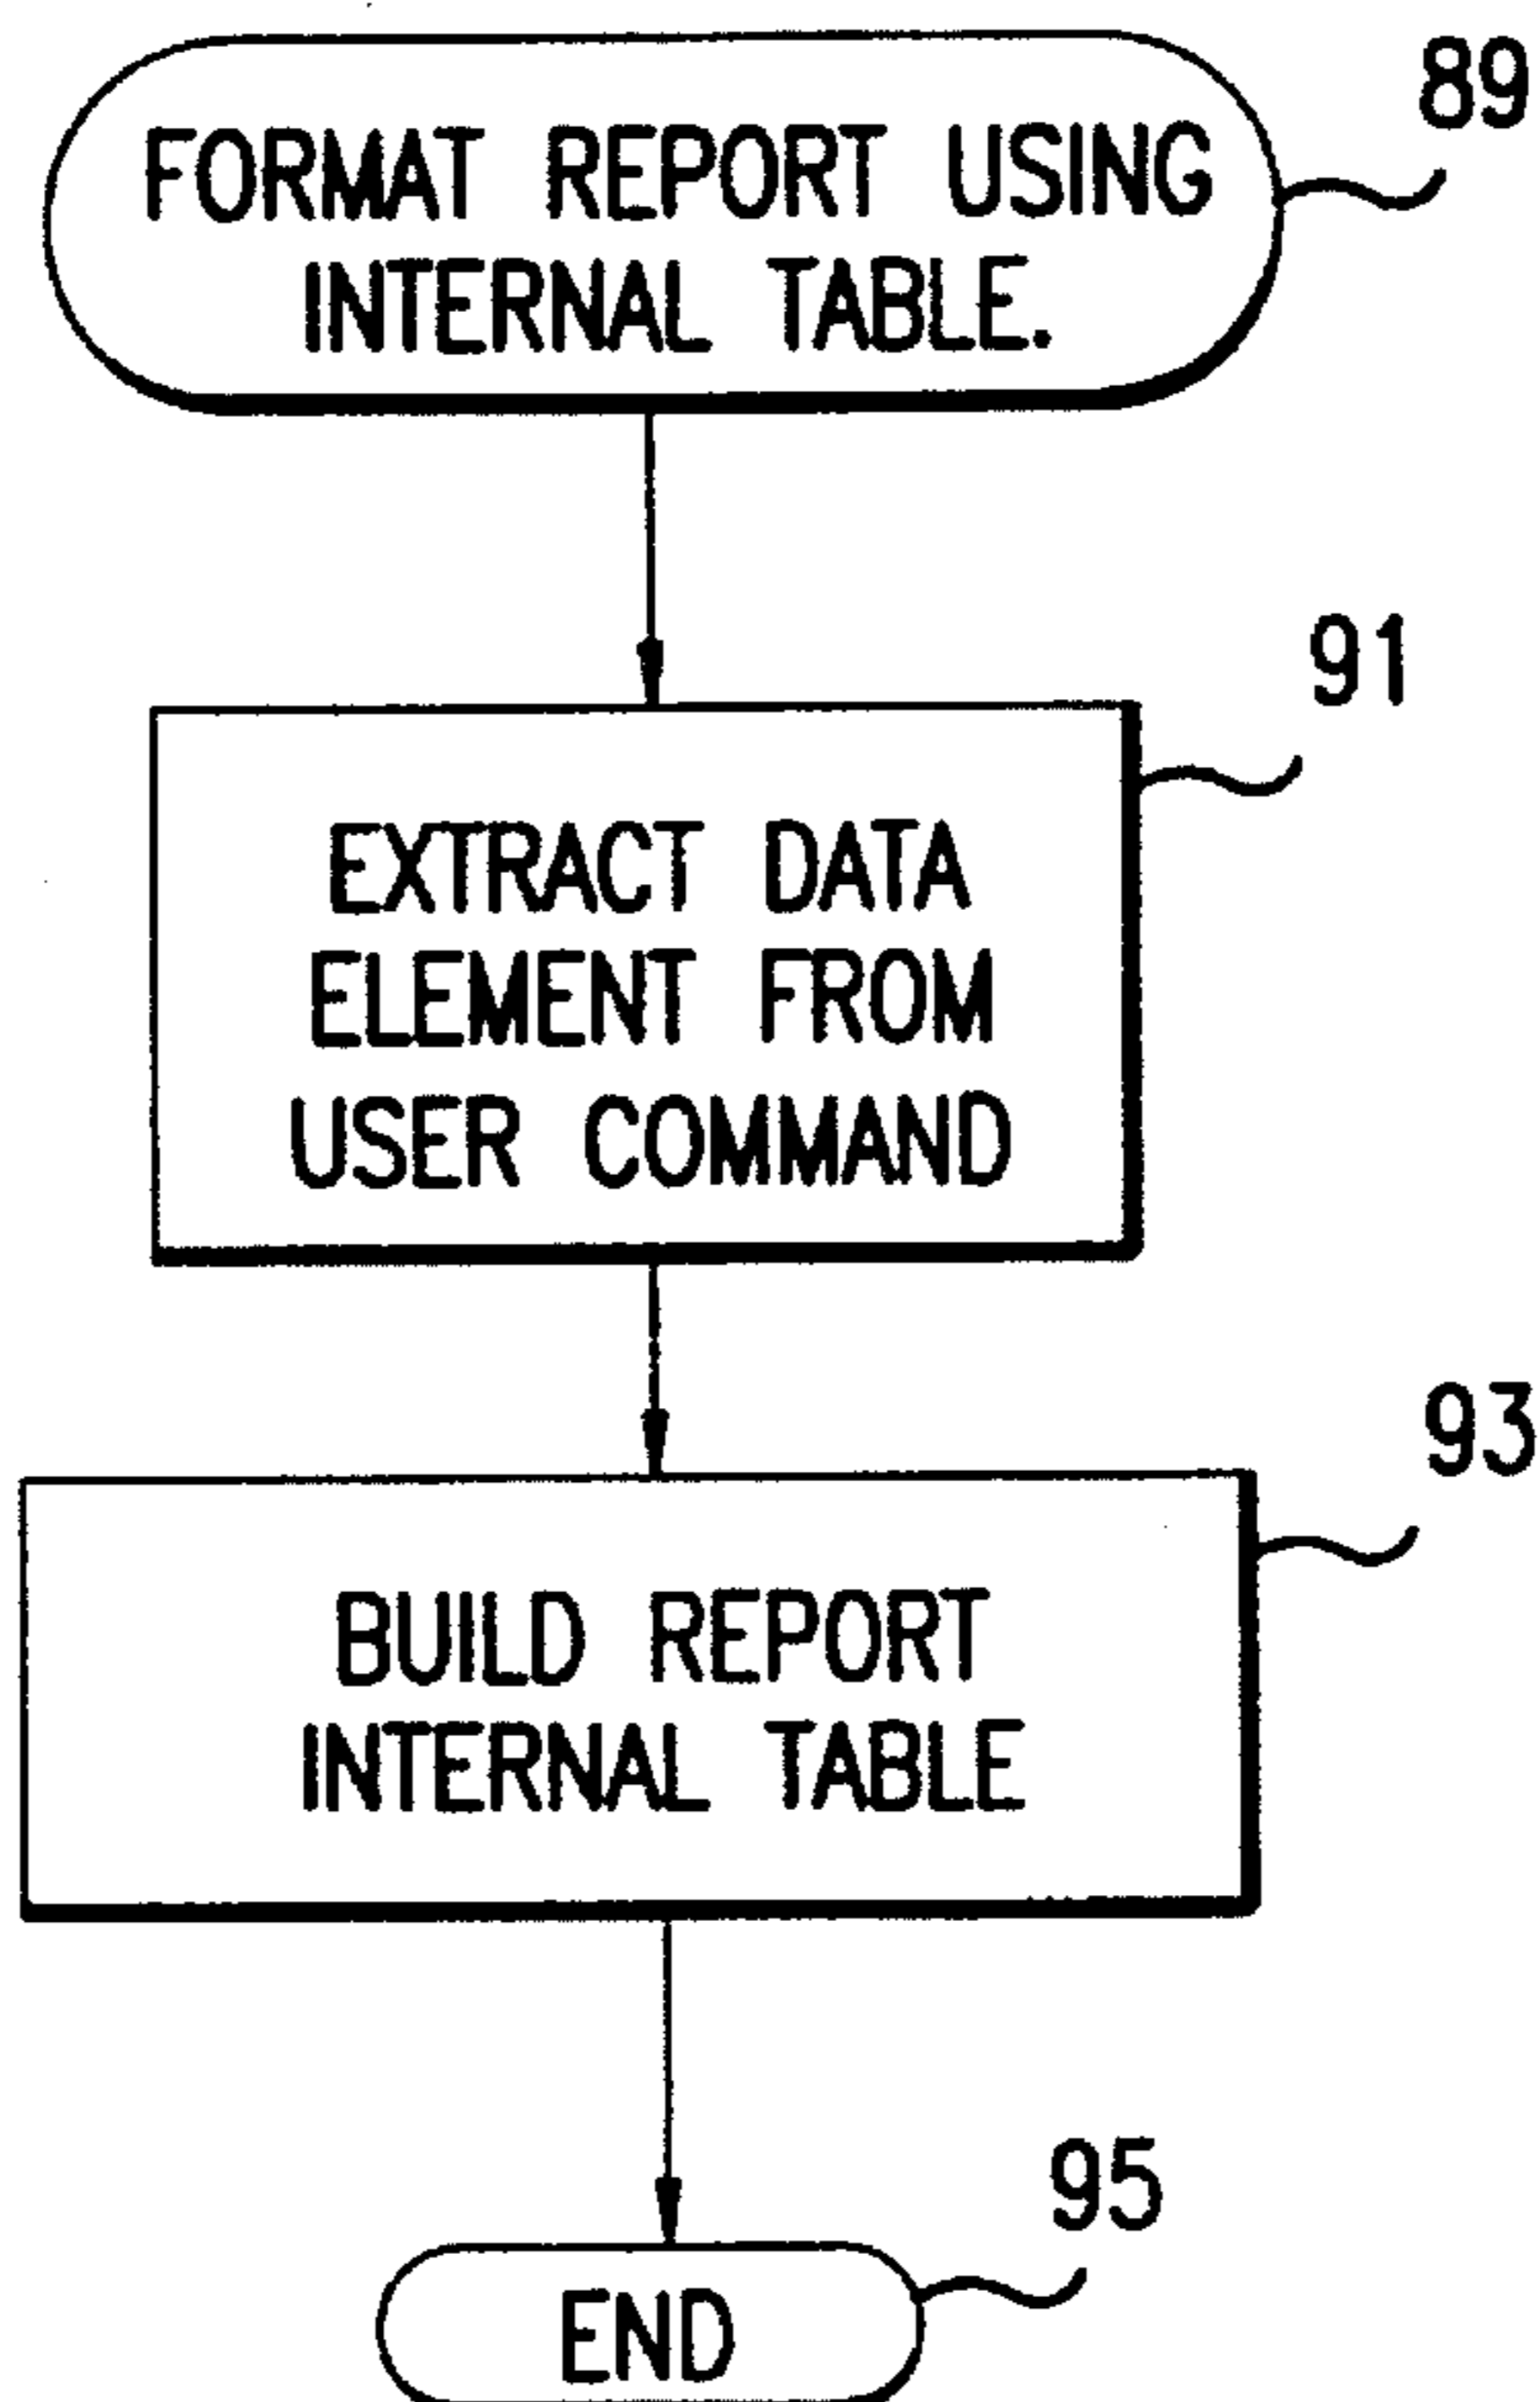 89
FORMAT REPORT USING
INTERNAL TABLE.
91
EXTRACT DATA
ELEMENT FROM
USER COMMAND
93
BUILD REPORT
INTERNAL TABLE
95
END